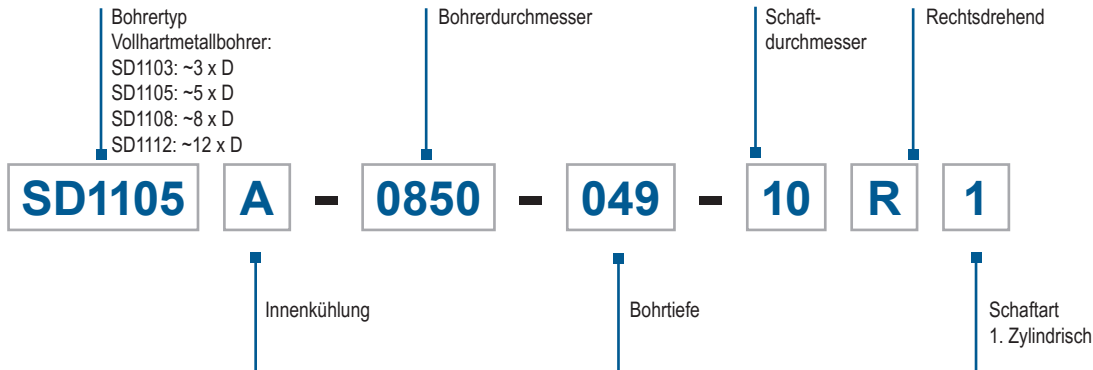 Bohrertyp
Vollhartmetallbohrer:
SD1103: ~3 x D
SD1105: ~5 x D
SD1108: ~8 x D
SD1112: ~12 x D
Bohrerdurchmesser
Schaft-
durchmesser
Rechtsdrehend
SD1105 A - 0850 - 049 - 10 R 1
Innenkühlung
Bohrtiefe
Schaftart
1. Zylindrisch